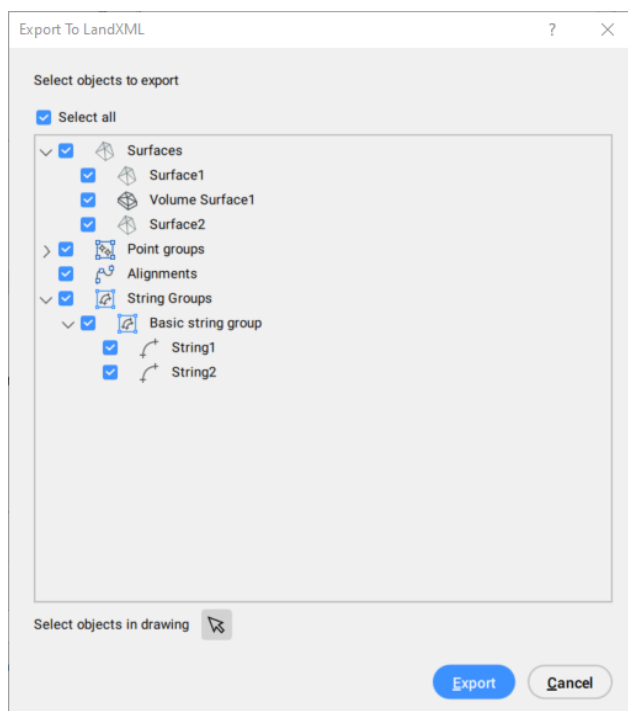 Export To LandXML
Select objects to export
Select all
Surfaces
Surface1
Volume Surface1
Surface2
Point groups
Alignments
String Groups
Basic string group
String1
String2
Select objects in drawing
Export
Cancel